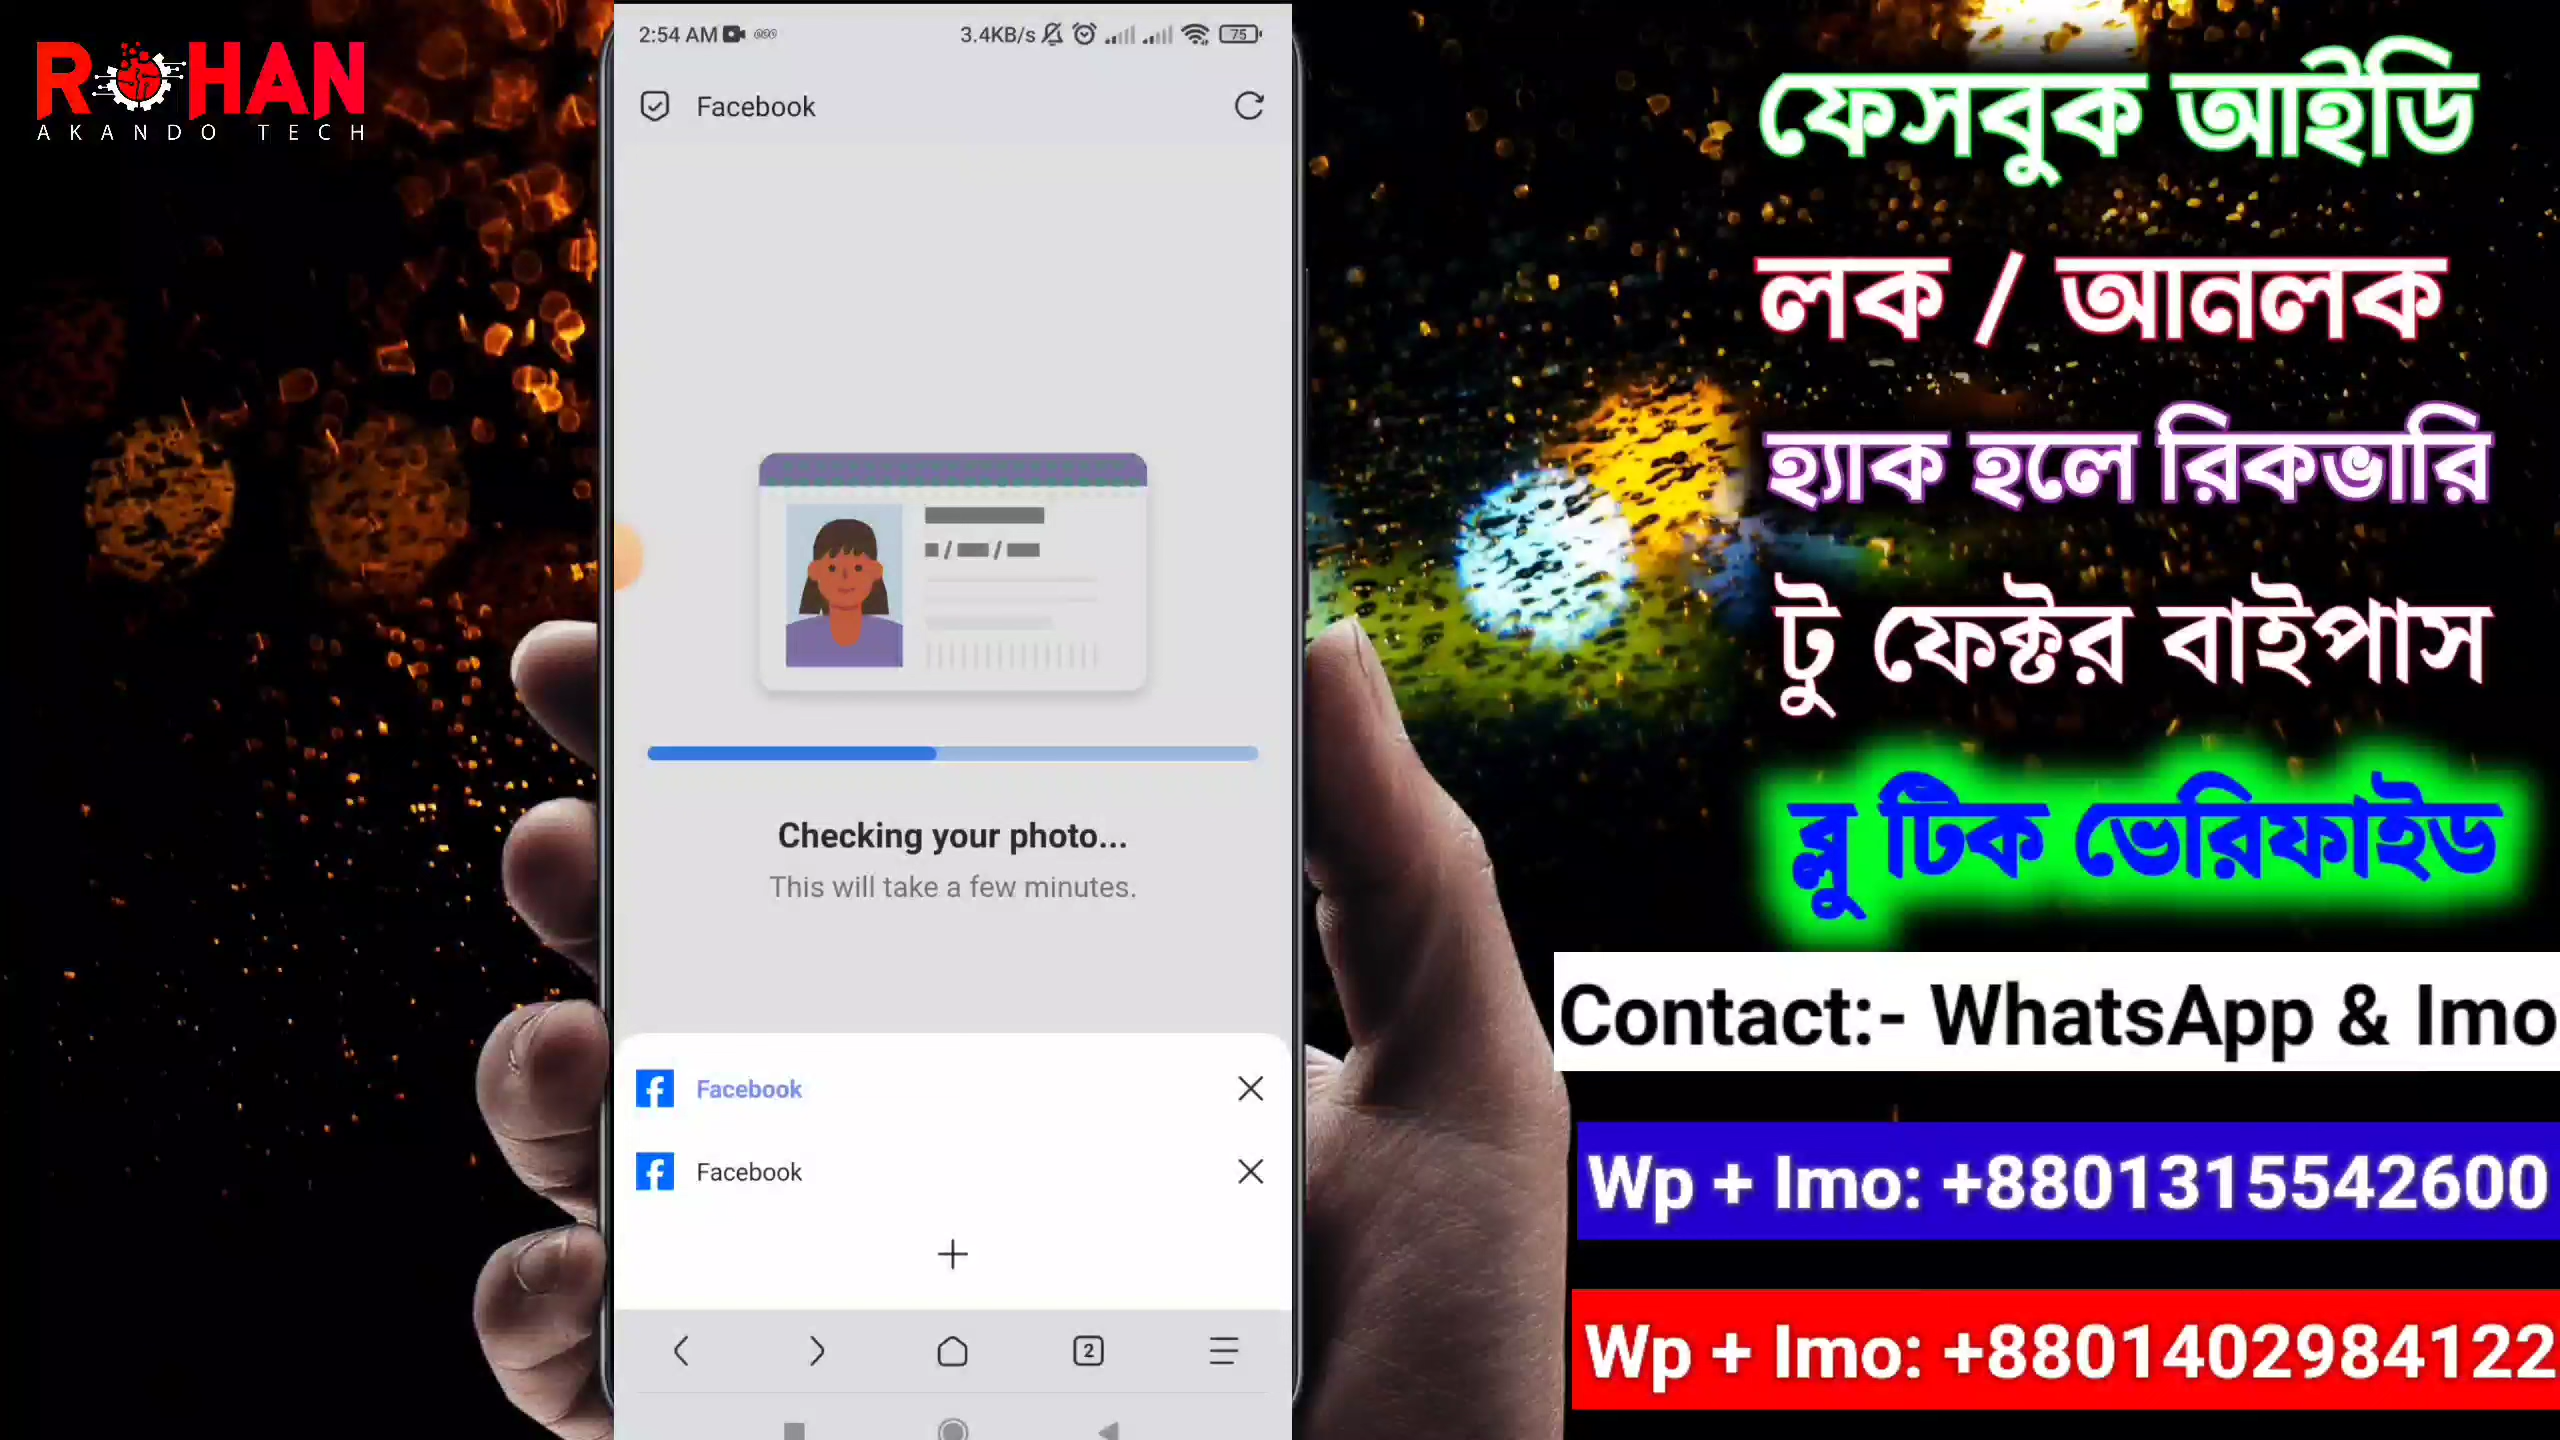 ROHAN
AKANDO TECH
2:54 AM
3.4KB/s
75
Facebook
Checking your photo...
This will take a few minutes.
Facebook
Facebook
2
ফেসবুক আইডি
লক / আনলক
হ্যাক হলে রিকভারি
টু ফেক্টর বাইপাস
ব্লু টিক ভেরিফাইড
Contact:- WhatsApp & Imo
Wp + Imo: +8801315542600
Wp + Imo: +8801402984122